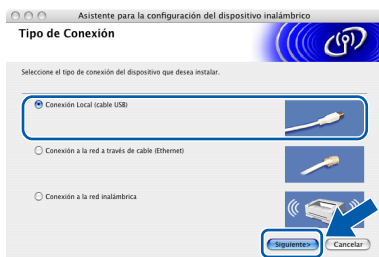 Asistente para la configuración del dispositivo inalámbrico
Tipo de Conexión
Seleccione el tipo de conexión del dispositivo que desea instalar.
Conexión Local (cable USB)
Conexión a la red a través de cable (Ethernet)
Conexión a la red inalámbrica
Siguiente> Cancelar